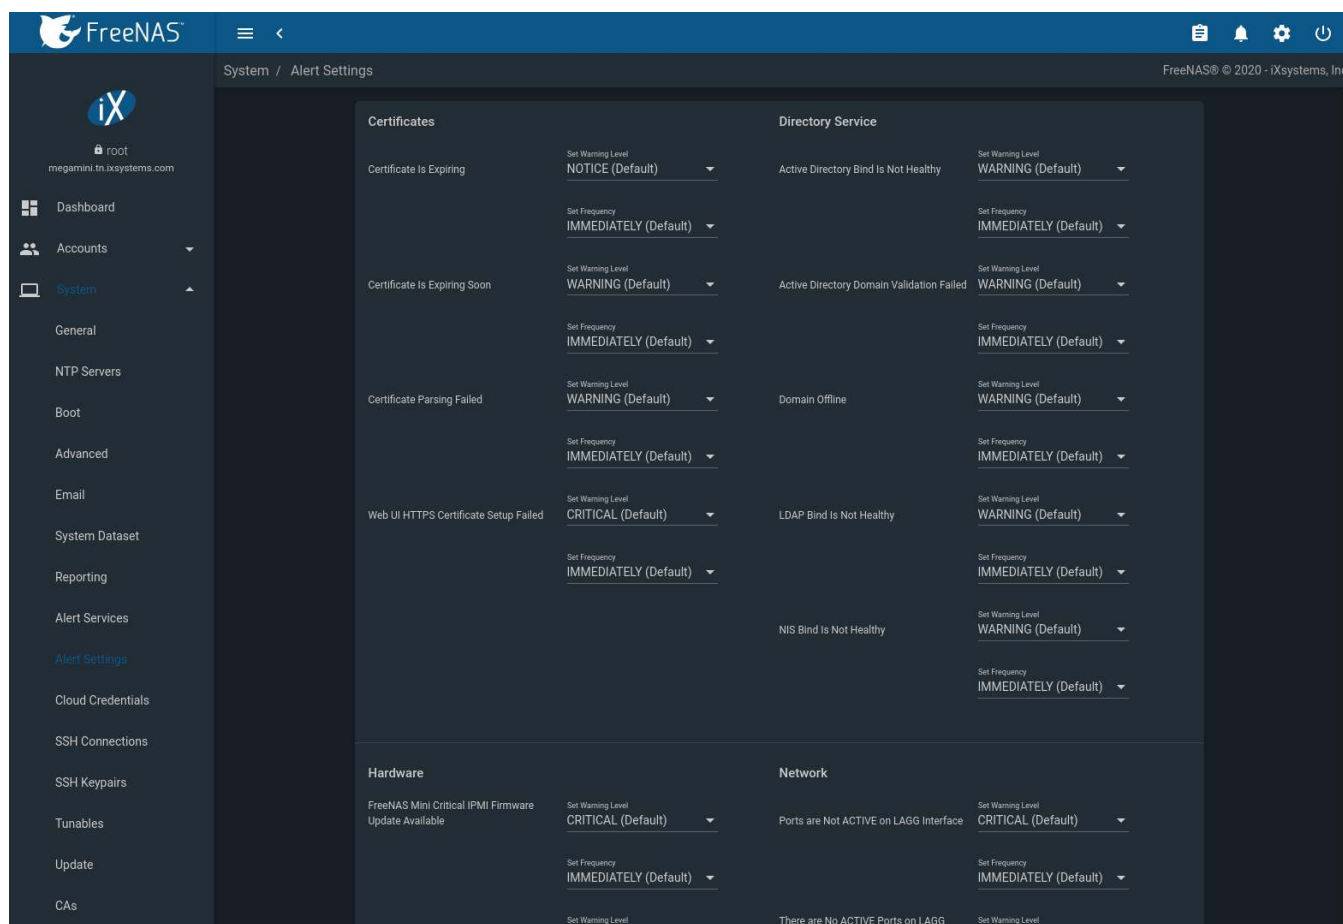 FreeNAS®
System / Alert Settings
FreeNAS® © 2020 - iXsystems, Inc
iX
root
megamini.tn.ixsystems.com
Dashboard
Accounts
System
General
NTP Servers
Boot
Advanced
Email
System Dataset
Reporting
Alert Services
Alert Settings
Cloud Credentials
SSH Connections
SSH Keypairs
Tunables
Update
CAs
Certificates
Certificate Is Expiring
Set Warning Level
NOTICE (Default)
Set Frequency
IMMEDIATELY (Default)
Certificate Is Expiring Soon
Set Warning Level
WARNING (Default)
Set Frequency
IMMEDIATELY (Default)
Certificate Parsing Failed
Set Warning Level
WARNING (Default)
Set Frequency
IMMEDIATELY (Default)
Web UI HTTPS Certificate Setup Failed
Set Warning Level
CRITICAL (Default)
Set Frequency
IMMEDIATELY (Default)
Directory Service
Active Directory Bind Is Not Healthy
Set Warning Level
WARNING (Default)
Set Frequency
IMMEDIATELY (Default)
Active Directory Domain Validation Failed
Set Warning Level
WARNING (Default)
Set Frequency
IMMEDIATELY (Default)
Domain Offline
Set Warning Level
WARNING (Default)
Set Frequency
IMMEDIATELY (Default)
LDAP Bind Is Not Healthy
Set Warning Level
WARNING (Default)
Set Frequency
IMMEDIATELY (Default)
NIS Bind Is Not Healthy
Set Warning Level
WARNING (Default)
Set Frequency
IMMEDIATELY (Default)
Hardware
FreeNAS Mini Critical IPMI Firmware
Update Available
Set Warning Level
CRITICAL (Default)
Set Frequency
IMMEDIATELY (Default)
Set Warning Level
Network
Ports are Not ACTIVE on LAGG Interface
Set Warning Level
CRITICAL (Default)
Set Frequency
IMMEDIATELY (Default)
There are No ACTIVE Ports on LAGG
Set Warning Level